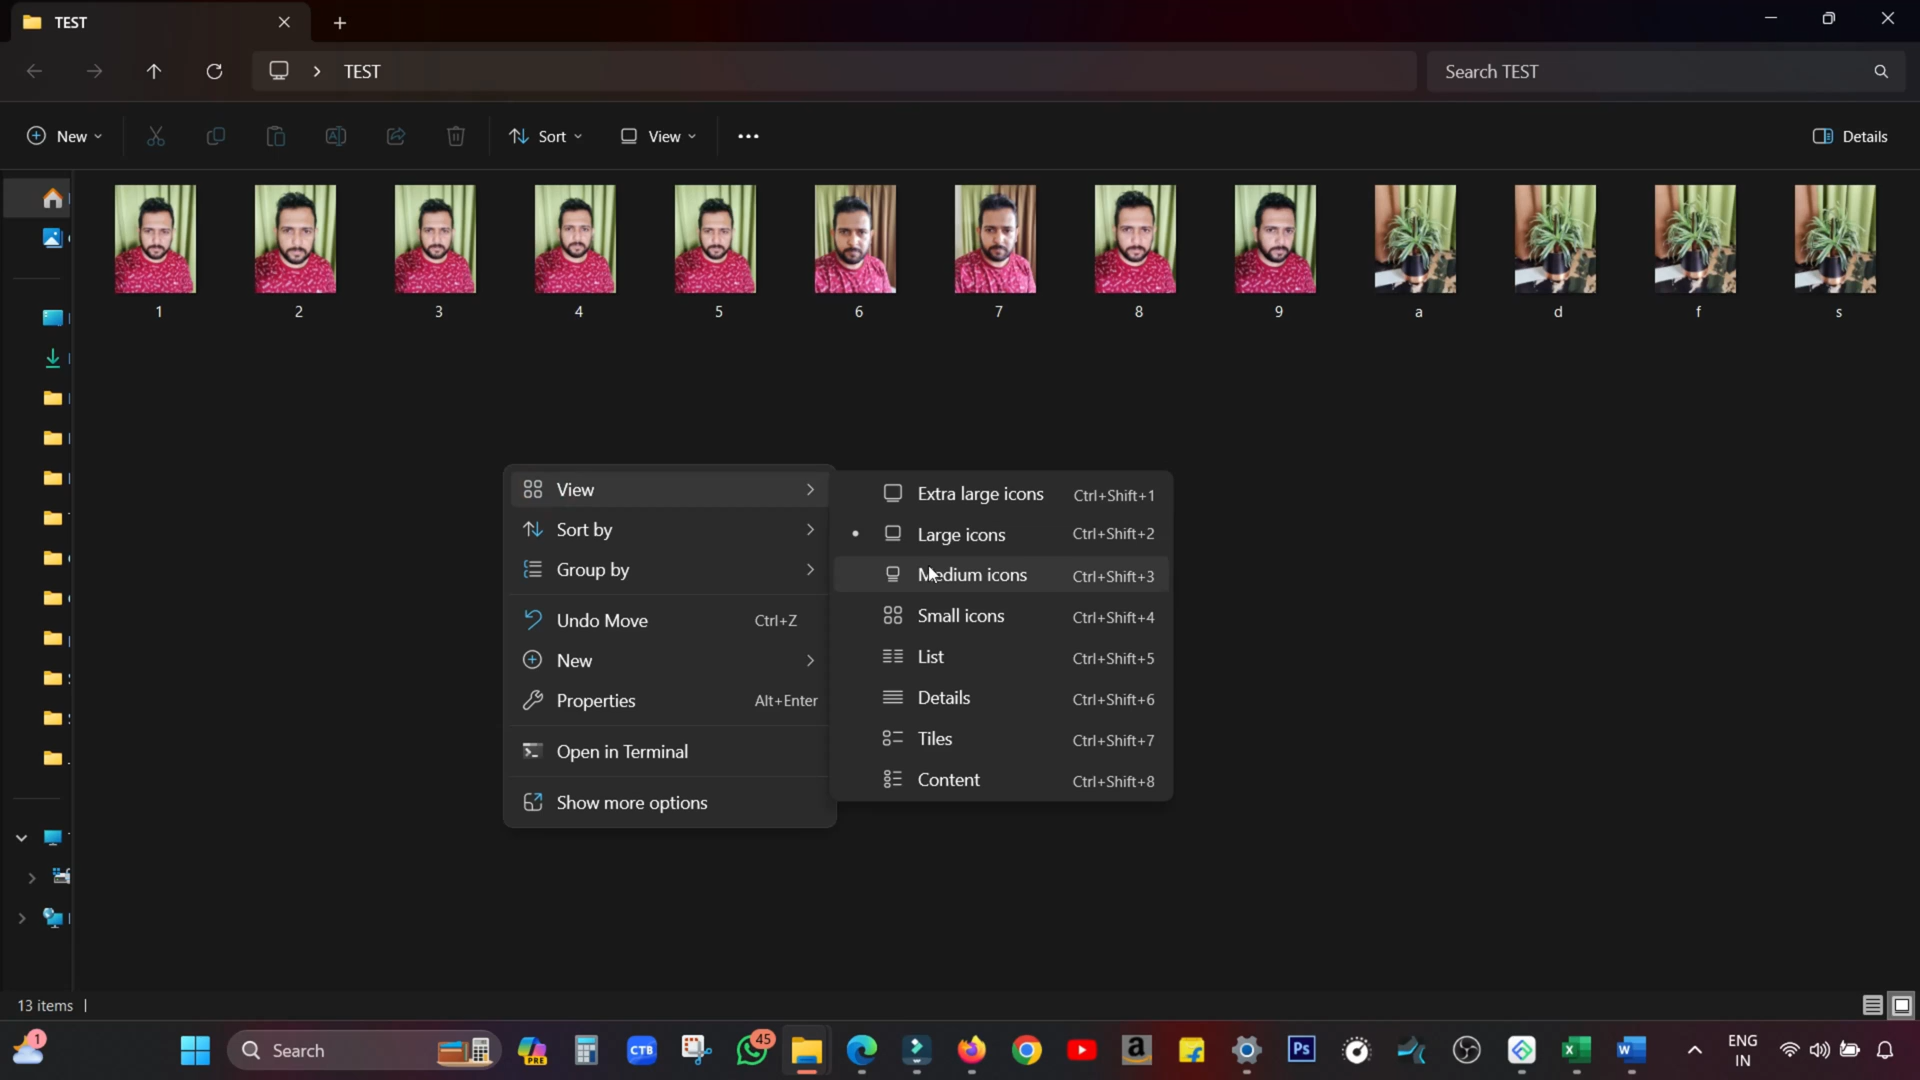 TEST
TEST
Search TEST
New
Sort
View
Details
1
2
3
4
5
6
7
8
9
a
d
f
s
View
Sort by
Group by
Undo Move Ctrl+Z
New
Properties Alt+Enter
Open in Terminal
Show more options
Extra large icons Ctrl+Shift+1
Large icons Ctrl+Shift+2
Medium icons Ctrl+Shift+3
Small icons Ctrl+Shift+4
List Ctrl+Shift+5
Details Ctrl+Shift+6
Tiles Ctrl+Shift+7
Content Ctrl+Shift+8
13 items
1
Search
PRE
CTB
45
a
Ps
X
W
ENG
IN